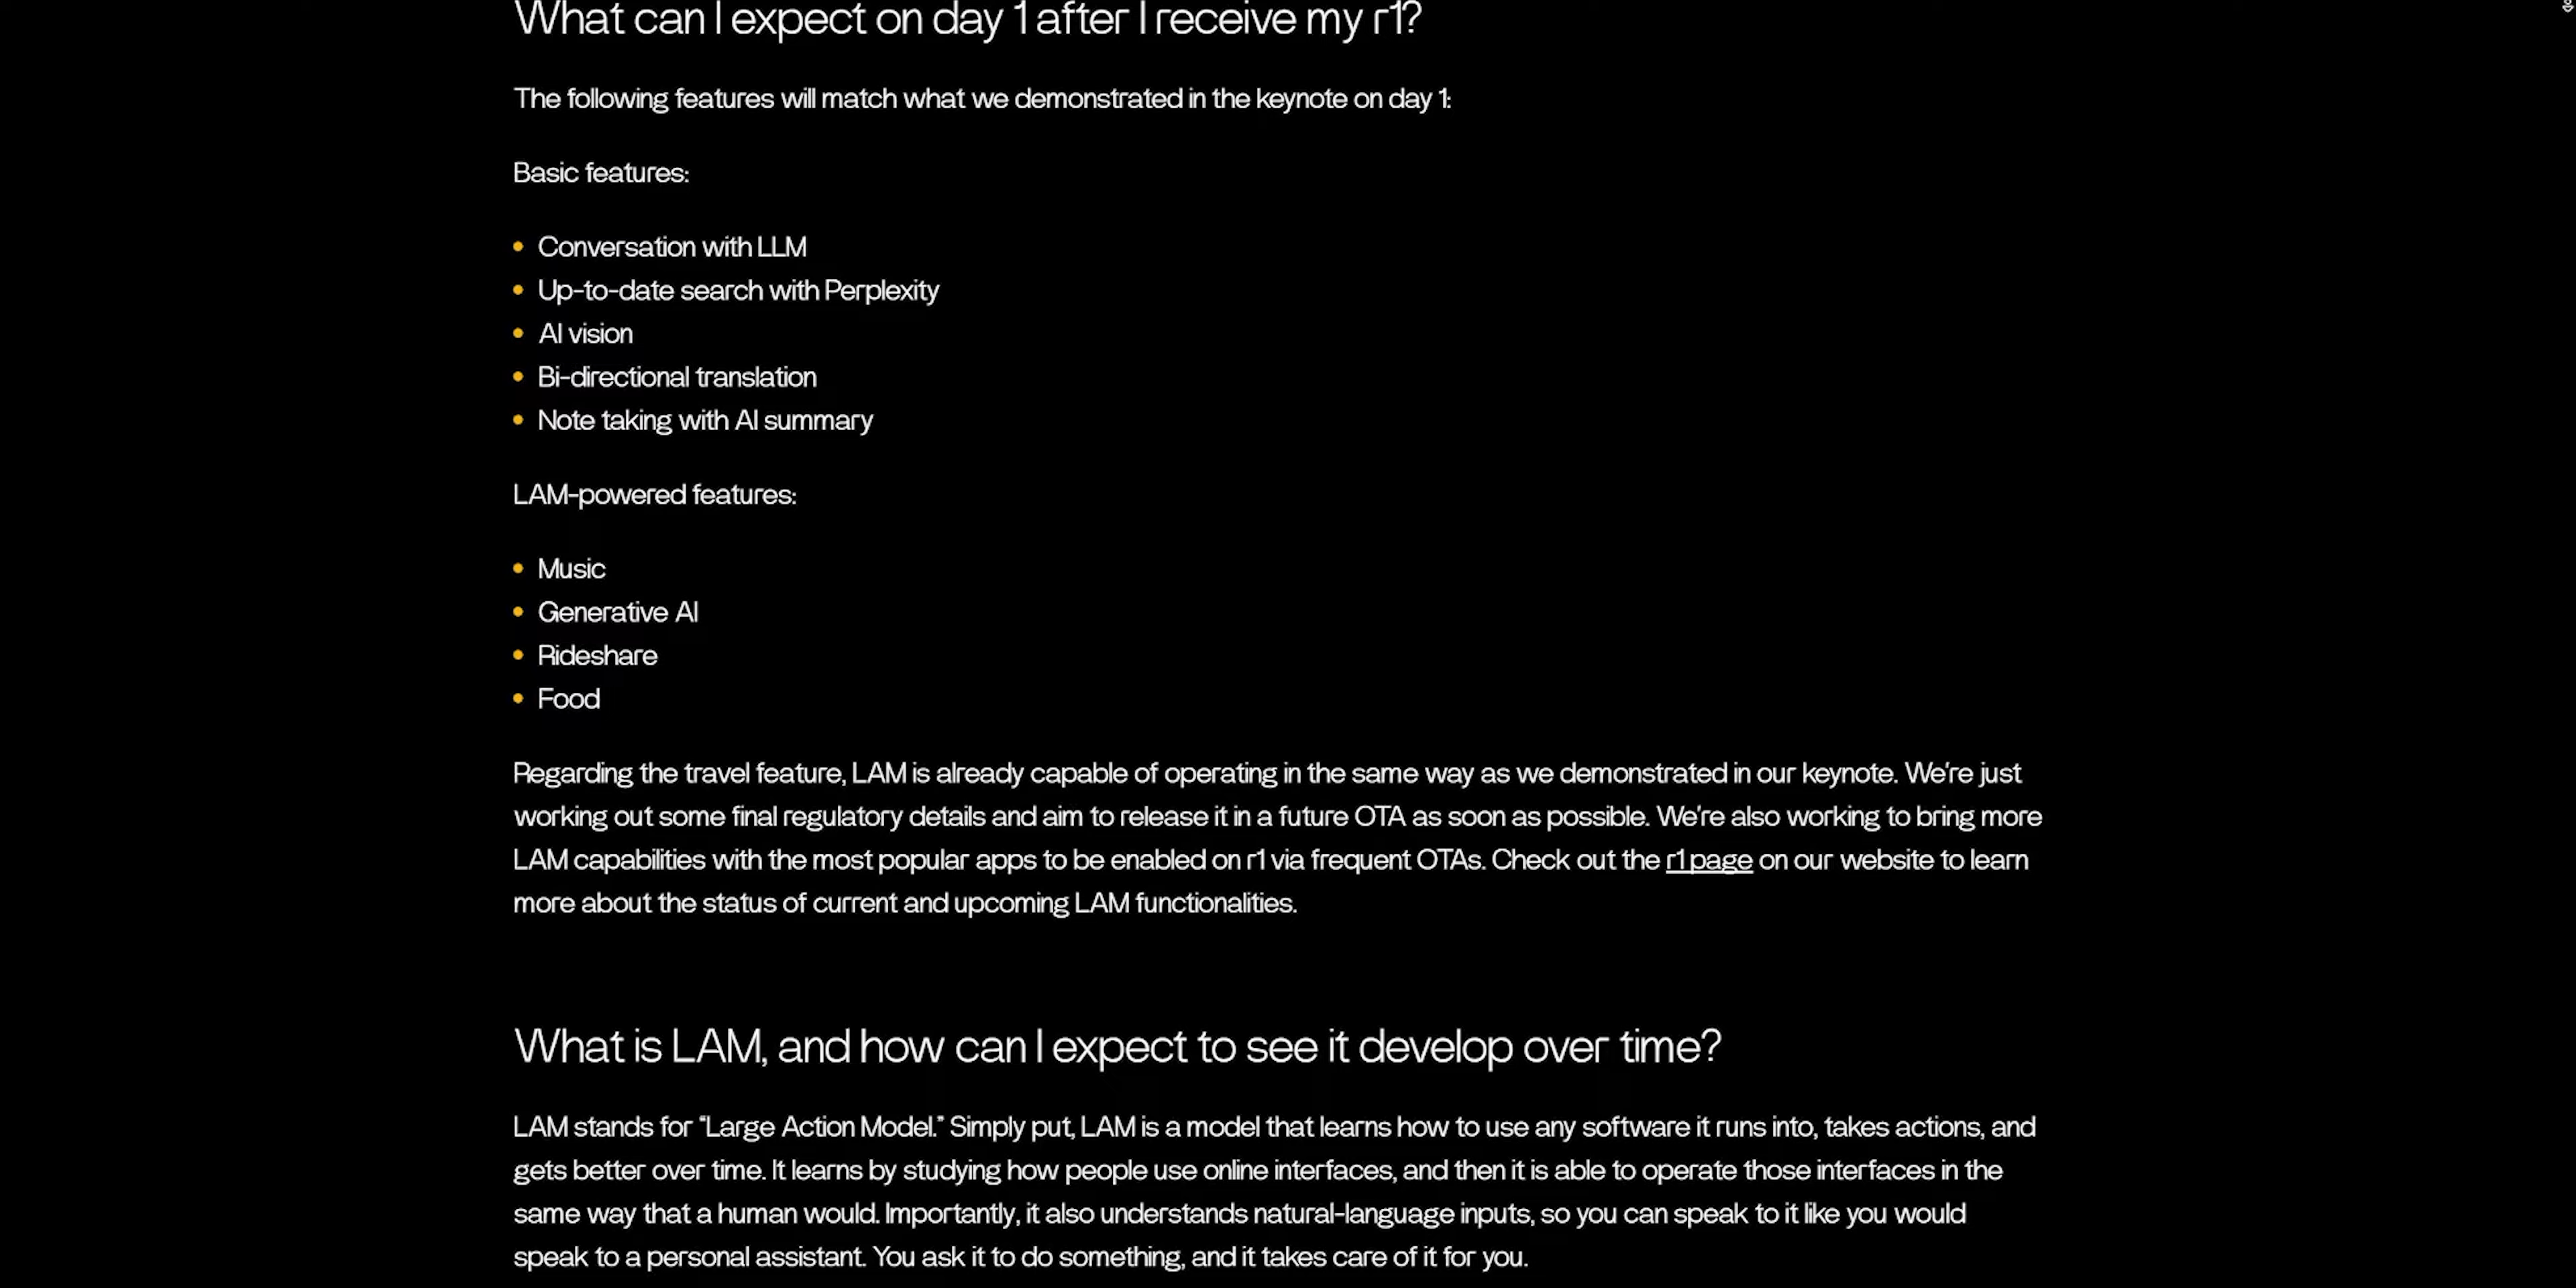 What can I expect on day 1 after I receive my r1?
The following features will match what we demonstrated in the keynote on day 1:
Basic features:
• Conversation with LLM
• Up-to-date search with Perplexity
• AI vision
• Bi-directional translation
• Note taking with AI summary
LAM-powered features:
• Music
• Generative AI
• Rideshare
• Food
Regarding the travel feature, LAM is already capable of operating in the same way as we demonstrated in our keynote. We're just
working out some final regulatory details and aim to release it in a future OTA as soon as possible. We're also working to bring more
LAM capabilities with the most popular apps to be enabled on r1 via frequent OTAs. Check out the r1 page on our website to learn
more about the status of current and upcoming LAM functionalities.
What is LAM, and how can I expect to see it develop over time?
LAM stands for “Large Action Model.” Simply put, LAM is a model that learns how to use any software it runs into, takes actions, and
gets better over time. It learns by studying how people use online interfaces, and then it is able to operate those interfaces in the
same way that a human would. Importantly, it also understands natural-language inputs, so you can speak to it like you would
speak to a personal assistant. You ask it to do something, and it takes care of it for you.